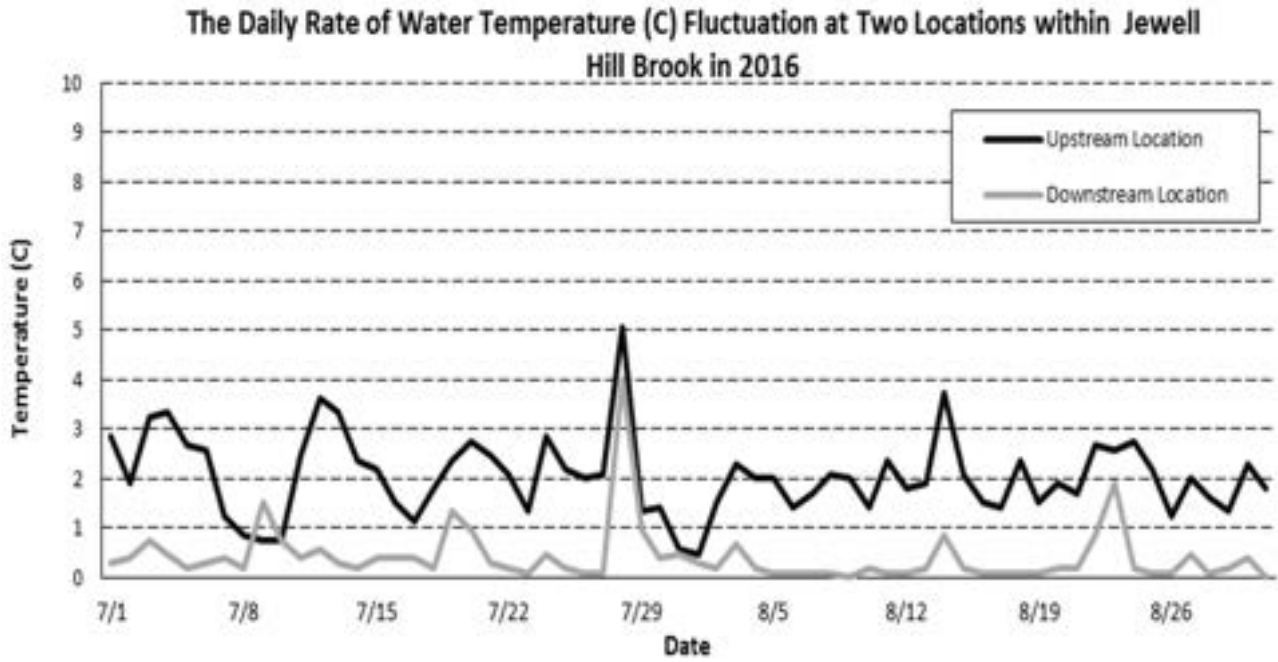 The Daily Rate of Water Temperature (C) Fluctuation at Two Locations within Jewell
Hill Brook in 2016
10
9
8
7
6
5
4
3
2
1
0
Temperature (C)
Upstream Location
Downstream Location
7/1 7/8 7/15 7/22 7/29 8/5 8/12 8/19 8/26
Date